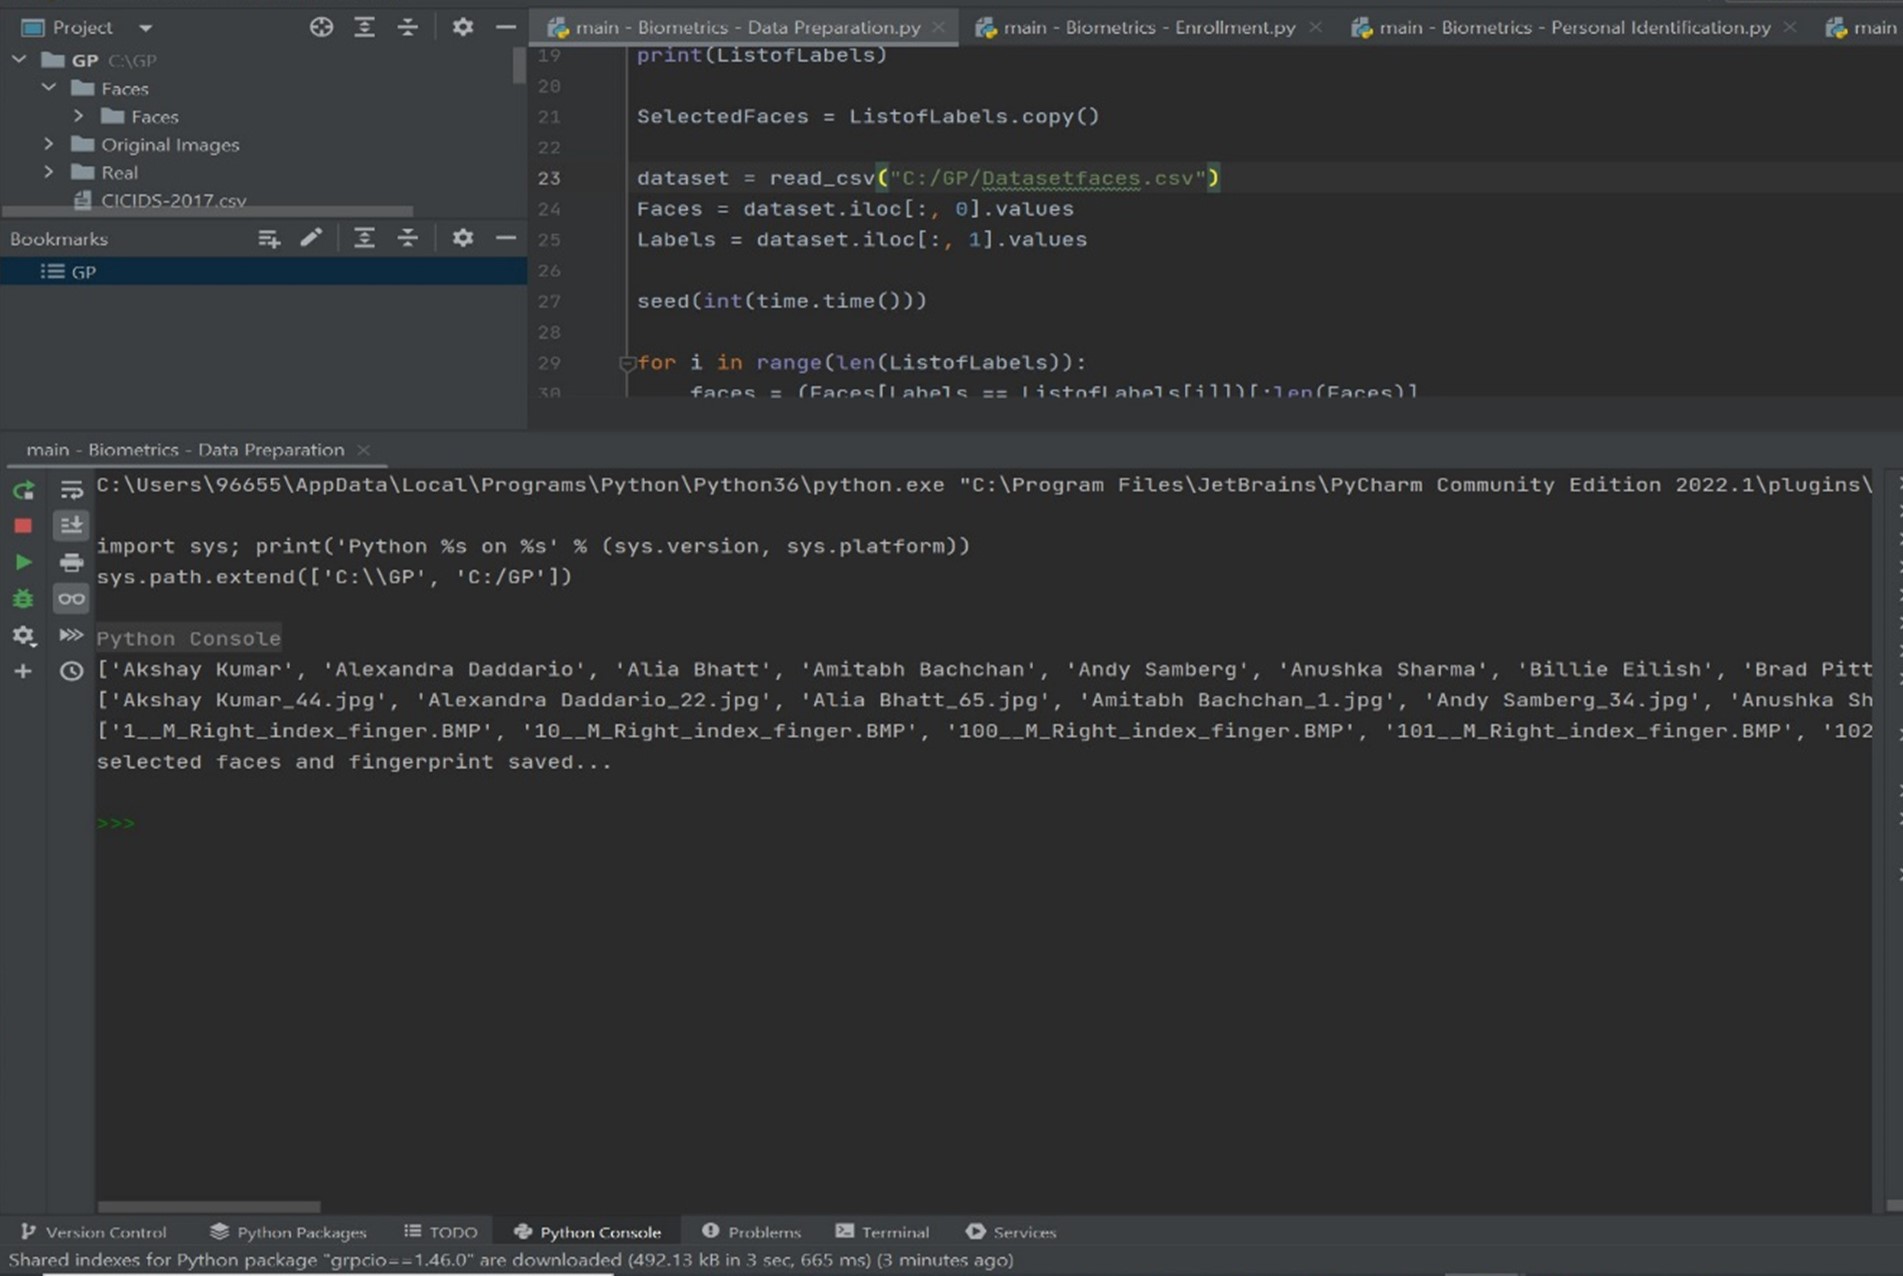 Project
main - Biometrics - Data Preparation.py
main - Biometrics - Enrollment.py
main - Biometrics - Personal Identification.py
main
GP C:\GP
Faces
Faces
Original Images
Real
CICIDS-2017.csv
Bookmarks
GP
19 print(ListofLabels)
20
21 SelectedFaces = ListofLabels.copy()
22
23 dataset = read_csv("C:/GP/Datasetfaces.csv")
24 Faces = dataset.iloc[:, 0].values
25 Labels = dataset.iloc[:, 1].values
26
27 seed(int(time.time()))
28
29 for i in range(len(ListofLabels)):
30 faces = (Faces[Labels == ListofLabels[i]])[:len(Faces)]
main - Biometrics - Data Preparation
C:\Users\96655\AppData\Local\Programs\Python\Python36\python.exe "C:\Program Files\JetBrains\PyCharm Community Edition 2022.1\plugins\
import sys; print('Python %s on %s' % (sys.version, sys.platform))
sys.path.extend(['C:\\GP', 'C:/GP'])
Python Console
['Akshay Kumar', 'Alexandra Daddario', 'Alia Bhatt', 'Amitabh Bachchan', 'Andy Samberg', 'Anushka Sharma', 'Billie Eilish', 'Brad Pitt
['Akshay Kumar_44.jpg', 'Alexandra Daddario_22.jpg', 'Alia Bhatt_65.jpg', 'Amitabh Bachchan_1.jpg', 'Andy Samberg_34.jpg', 'Anushka Sh
['1__M_Right_index_finger.BMP', '10__M_Right_index_finger.BMP', '100__M_Right_index_finger.BMP', '101__M_Right_index_finger.BMP', '102
selected faces and fingerprint saved...
>>>
Version Control
Python Packages
TODO
Python Console
Problems
Terminal
Services
Shared indexes for Python package "grpcio==1.46.0" are downloaded (492.13 kB in 3 sec, 665 ms) (3 minutes ago)